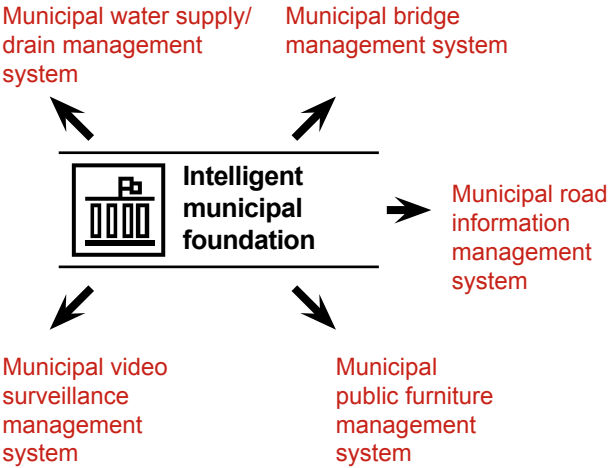 Municipal water supply/
drain management
system
Municipal bridge
management system
Intelligent
municipal
foundation
Municipal road
information
management
system
Municipal video
surveillance
management
system
Municipal
public furniture
management
system